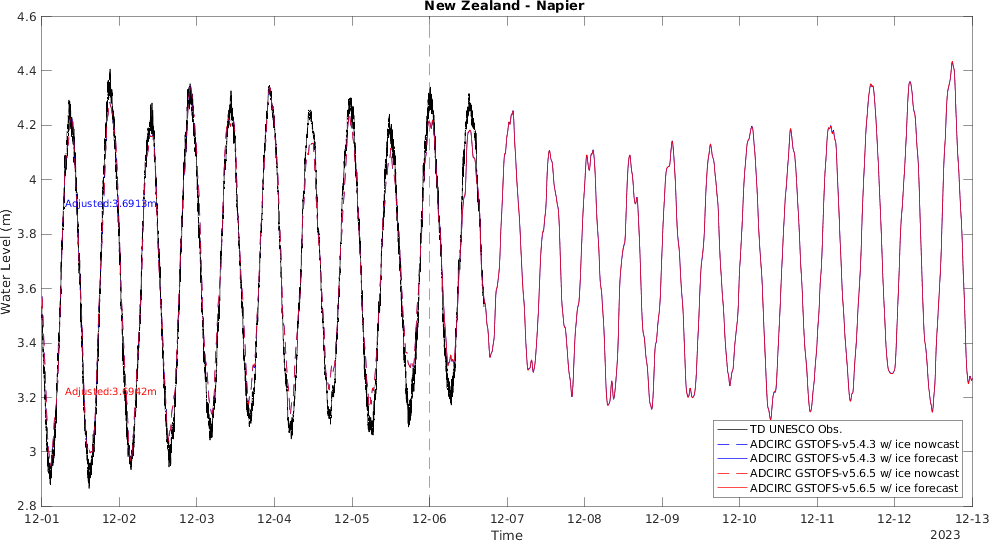 New Zealand - Napier
4.6
4.4
4.2
4
3.8
3.6
3.4
3.2
3
2.8
Water Level (m)
Adjusted:3.6913m
Adjusted:3.6942m
TD UNESCO Obs.
ADCIRC GSTOFS-v5.4.3 w/ ice nowcast
ADCIRC GSTOFS-v5.4.3 w/ ice forecast
ADCIRC GSTOFS-v5.6.5 w/ ice nowcast
ADCIRC GSTOFS-v5.6.5 w/ ice forecast
12-01 12-02 12-03 12-04 12-05 12-06 12-07 12-08 12-09 12-10 12-11 12-12 12-13
Time
2023